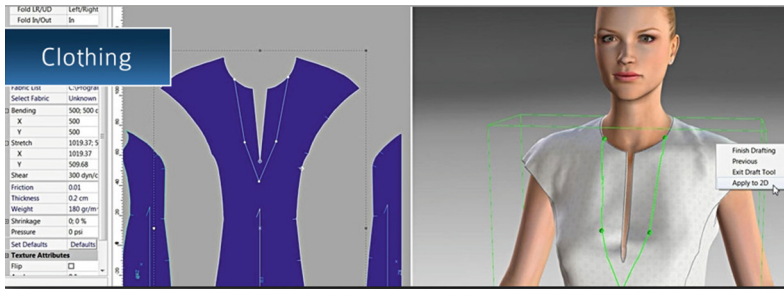 Fold LR/UD Left/Right
Fold In/Out In
Clothing
Fabric List C:\Progra
Select Fabric Unknown
Bending 500; 500 c
X 500
Y 500
Stretch 1019.37; 5
X 1019.37
Y 509.68
Shear 300 dyn/c
Friction 0.01
Thickness 0.2 cm
Weight 180 gr/m
Shrinkage 0; 0 %
Pressure 0 psi
Set Defaults Defaults
Texture Attributes
Flip
Finish Drafting
Previous
Exit Draft Tool
Apply to 2D